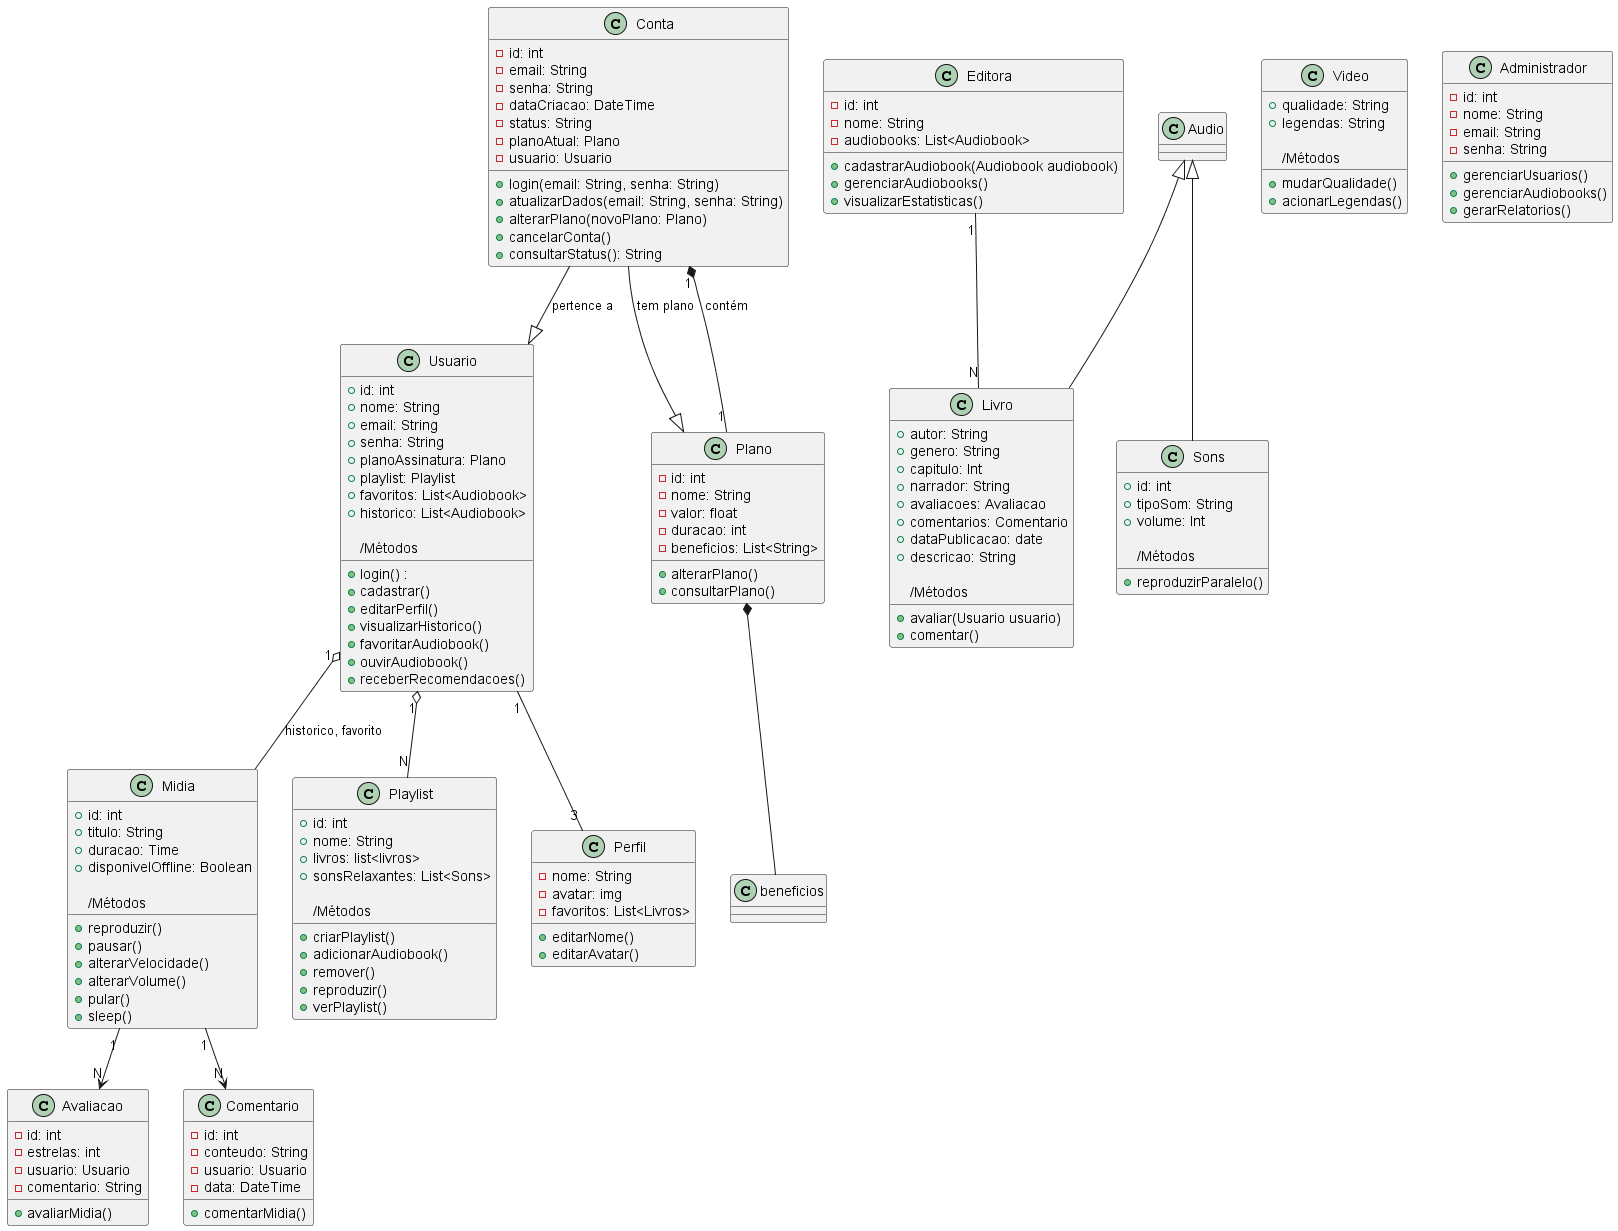 C Conta
id: int
email: String
senha: String
dataCriacao: DateTime
status: String
planoAtual: Plano
usuario: Usuario
login(email: String, senha: String)
atualizarDados(email: String, senha: String)
alterarPlano(novoPlano: Plano)
cancelarConta()
consultarStatus(): String
C Editora
id: int
nome: String
audiobooks: List<Audiobook>
cadastrarAudiobook(Audiobook audiobook)
gerenciarAudiobooks()
visualizarEstatisticas()
C Audio
C Video
qualidade: String
legendas: String
/Métodos
mudarQualidade()
acionarLegendas()
C Administrador
id: int
nome: String
email: String
senha: String
gerenciarUsuarios()
gerenciarAudiobooks()
gerarRelatorios()
pertence a
tem plano
1
contém
1
1
N
C Usuario
id: int
nome: String
email: String
senha: String
planoAssinatura: Plano
playlist: Playlist
favoritos: List<Audiobook>
historico: List<Audiobook>
/Métodos
login() :
cadastrar()
editarPerfil()
visualizarHistorico()
favoritarAudiobook()
ouvirAudiobook()
receberRecomendacoes()
C Plano
id: int
nome: String
valor: float
duracao: int
beneficios: List<String>
alterarPlano()
consultarPlano()
C Livro
autor: String
genero: String
capitulo: Int
narrador: String
avaliacoes: Avaliacao
comentarios: Comentario
dataPublicacao: date
descricao: String
/Métodos
avaliar(Usuario usuario)
comentar()
C Sons
id: int
tipoSom: String
volume: Int
/Métodos
reproduzirParalelo()
1
historico, favorito
1
N
1
3
C Midia
id: int
titulo: String
duracao: Time
disponivelOffline: Boolean
/Métodos
reproduzir()
pausar()
alterarVelocidade()
alterarVolume()
pular()
sleep()
C Playlist
id: int
nome: String
livros: list<livros>
sonsRelaxantes: List<Sons>
/Métodos
criarPlaylist()
adicionarAudiobook()
remover()
reproduzir()
verPlaylist()
C Perfil
nome: String
avatar: img
favoritos: List<Livros>
editarNome()
editarAvatar()
C beneficios
1
N
1
N
C Avaliacao
id: int
estrelas: int
usuario: Usuario
comentario: String
avaliarMidia()
C Comentario
id: int
conteudo: String
usuario: Usuario
data: DateTime
comentarMidia()